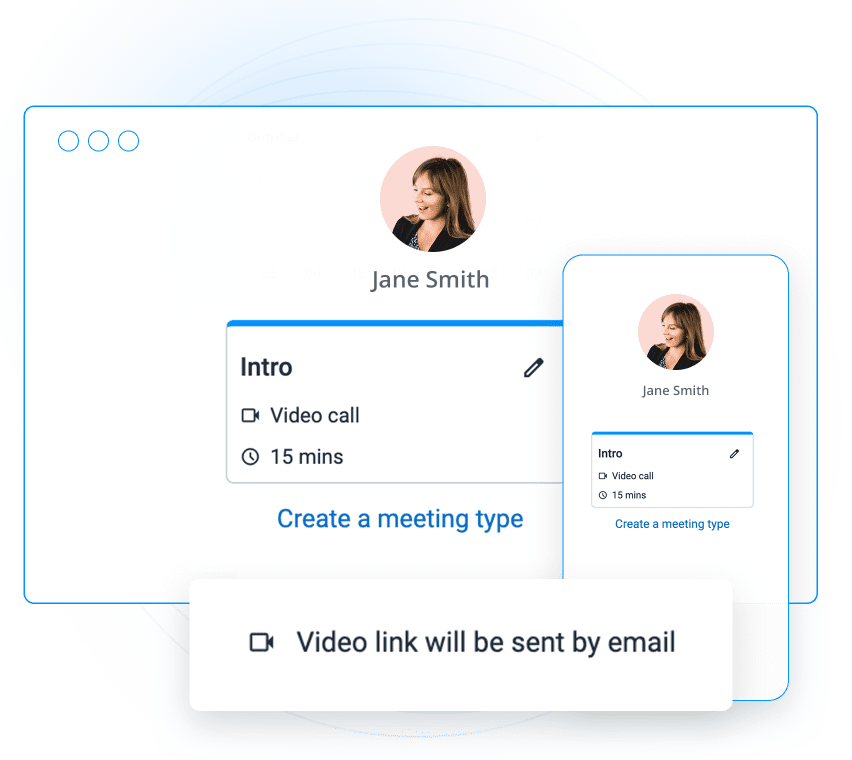 Jane Smith
Intro
Video call
15 mins
Create a meeting type
Jane Smith
Intro
Video call
15 mins
Create a meeting type
Video link will be sent by email